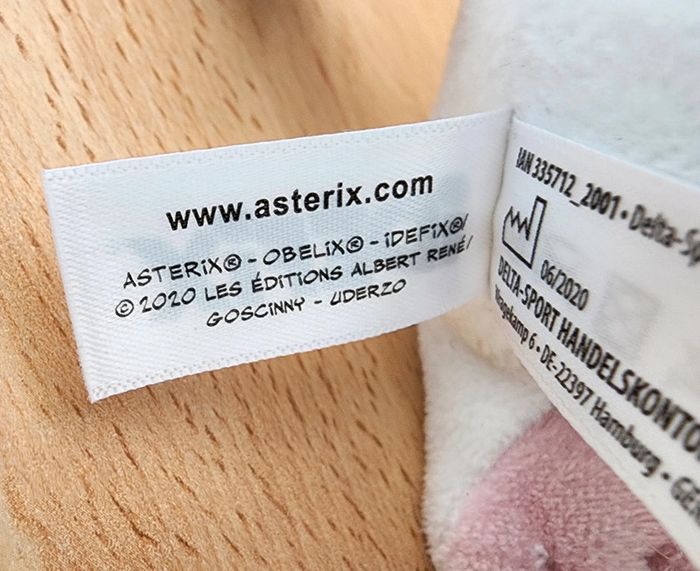 www.asterix.com
ASTERiX® - OBELiX® - iDEFiX®/
© 2020 LES ÉDITIONS ALBERT RENÉ/
GOSCINNY - UDERZO
IAN 335712_2001 • Delta-Sp
06/2020
DELTA-SPORT HANDELSKONTO
Wragekamp 6 • DE-22397 Hamburg • GE